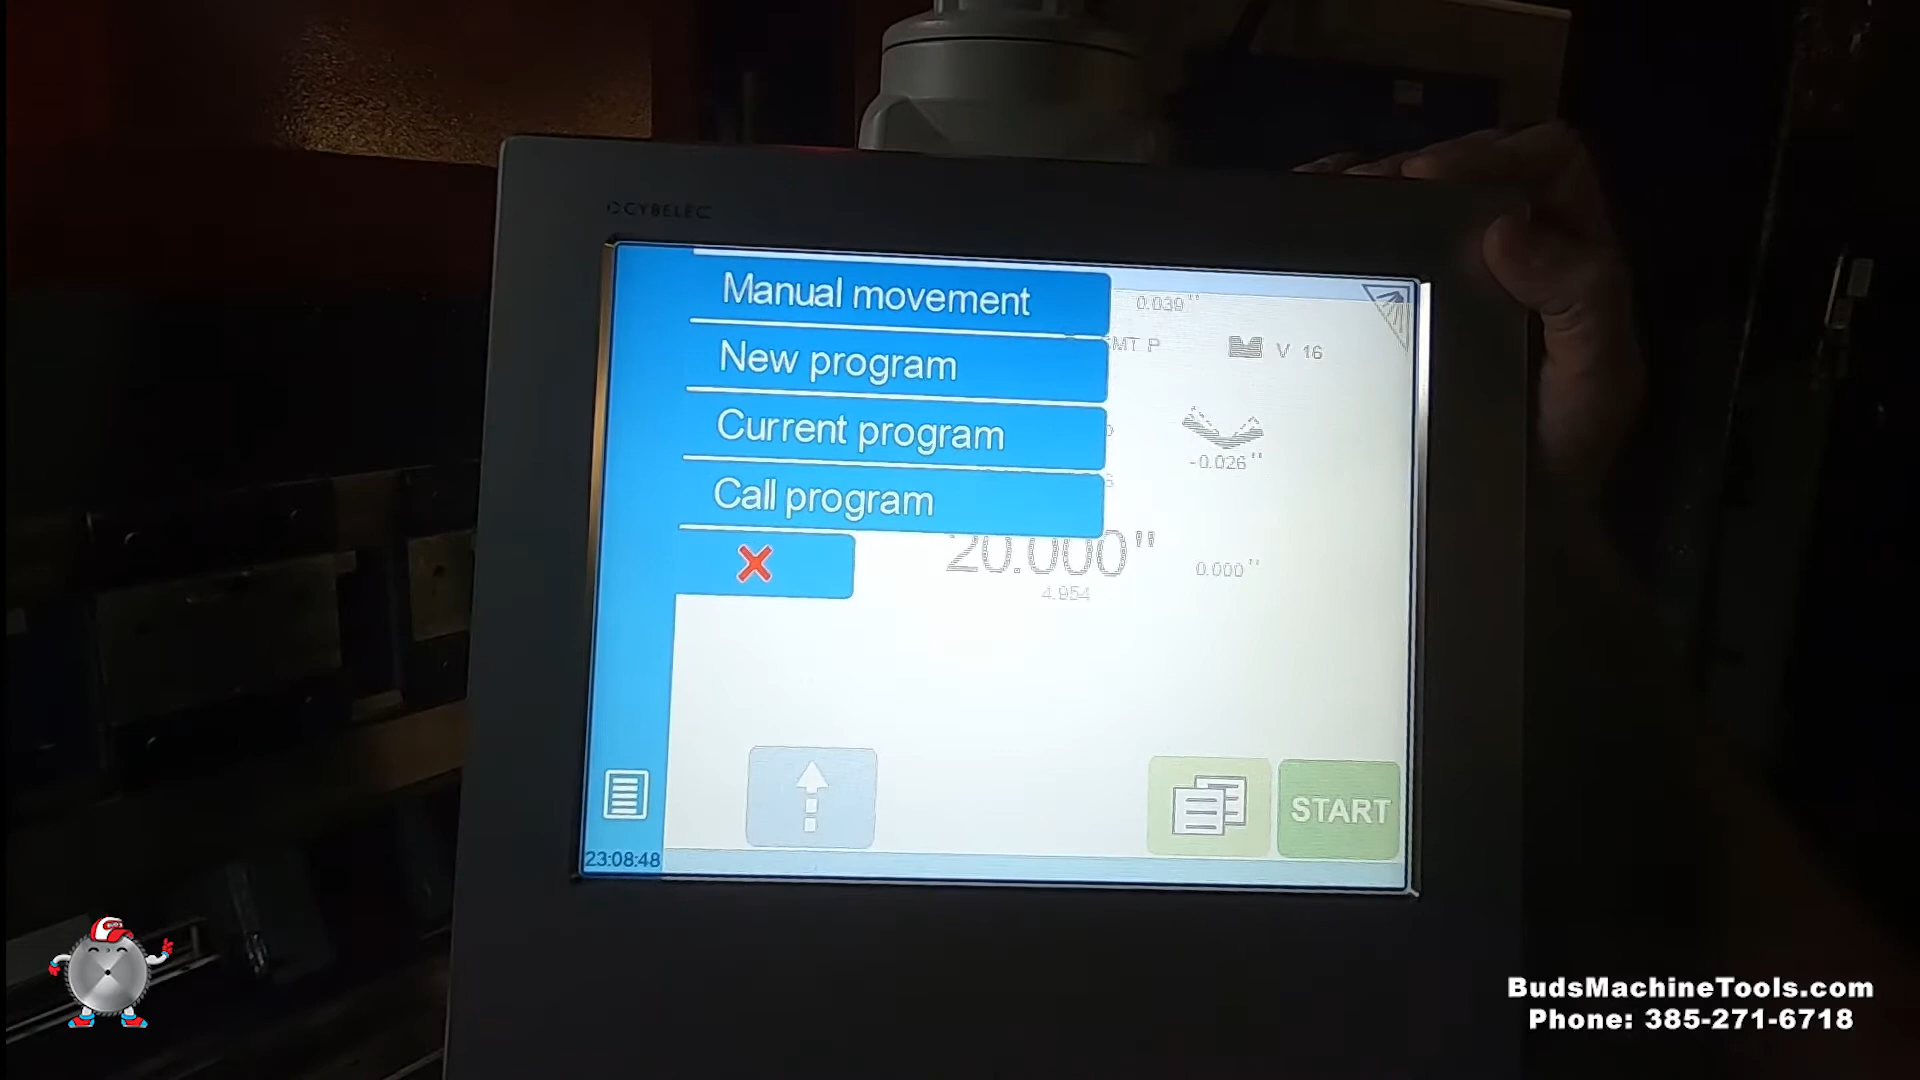 CYBELEC
Manual movement
0.039"
MT P
V 16
New program
Current program
-0.026"
Call program
20.000"
0.000"
4.954
START
23:08:48
BudsMachineTools.com
Phone: 385-271-6718